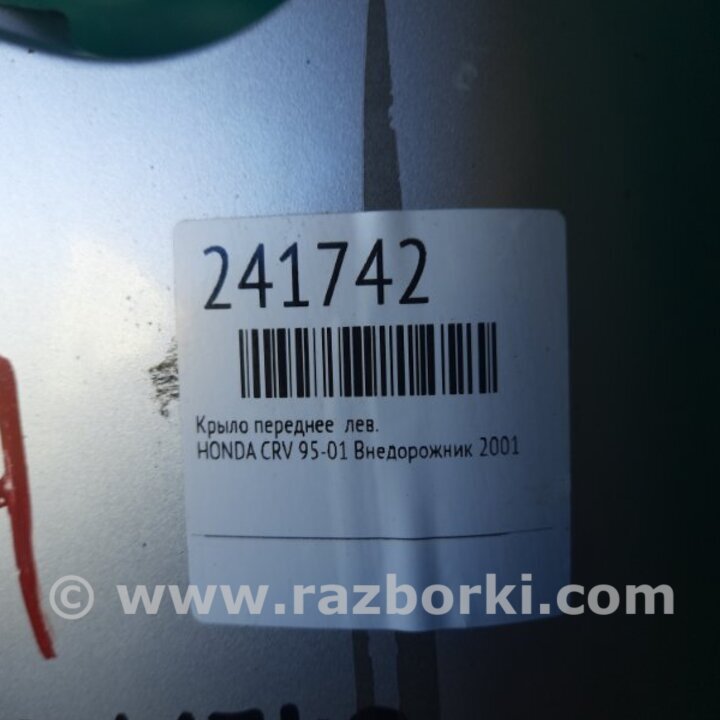 241742
Крыло переднее лев.
HONDA CRV 95-01 Внедорожник 2001
© www.razborki.com